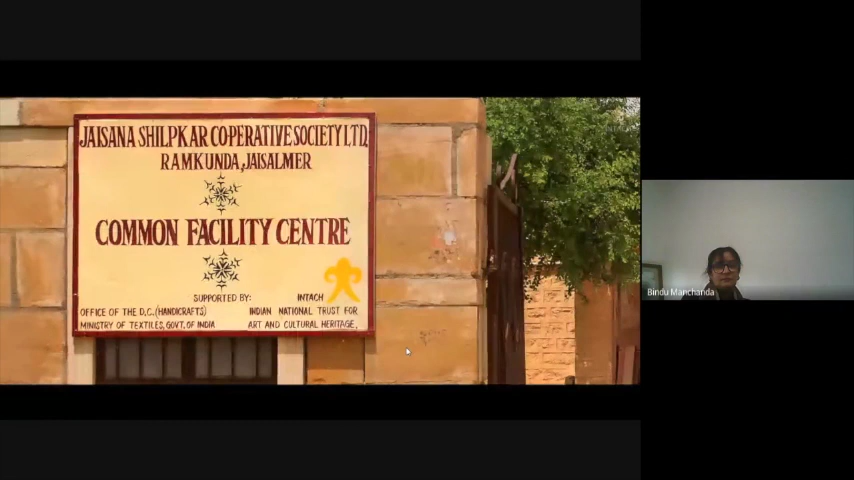 JAISANA SHILPKAR CO-PERATIVE SOCIETY LTD,
RAMKUNDA, JAISALMER
COMMON FACILITY CENTRE
SUPPORTED BY:
OFFICE OF THE D.C.(HANDICRAFTS)
MINISTRY OF TEXTILES, GOVT. OF INDIA
INTACH
INDIAN NATIONAL TRUST FOR
ART AND CULTURAL HERITAGE,
Bindu Manchanda